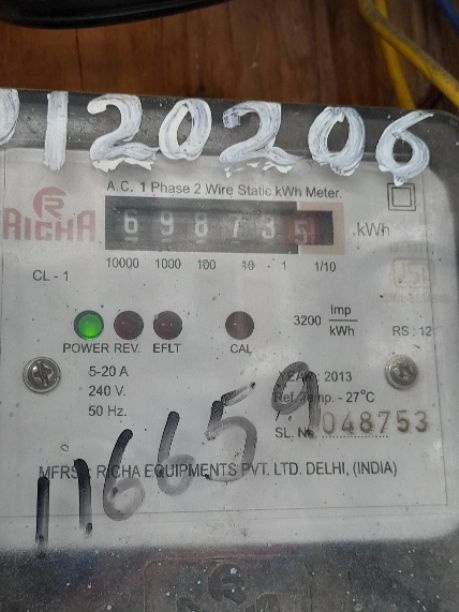 0120206
A.C. 1 Phase 2 Wire Static kWh Meter.
RICHA
698735 .kWh
10000 1000 100 10 1 1/10
CL - 1
3200 Imp
kWh
POWER REV. EFLT CAL
RS : 12
5-20 A
240 V.
50 Hz.
YEAR : 2013
Ref. Temp. - 27°C
SL. No. 048753
MFRS : RICHA EQUIPMENTS PVT. LTD. DELHI, (INDIA)
116659